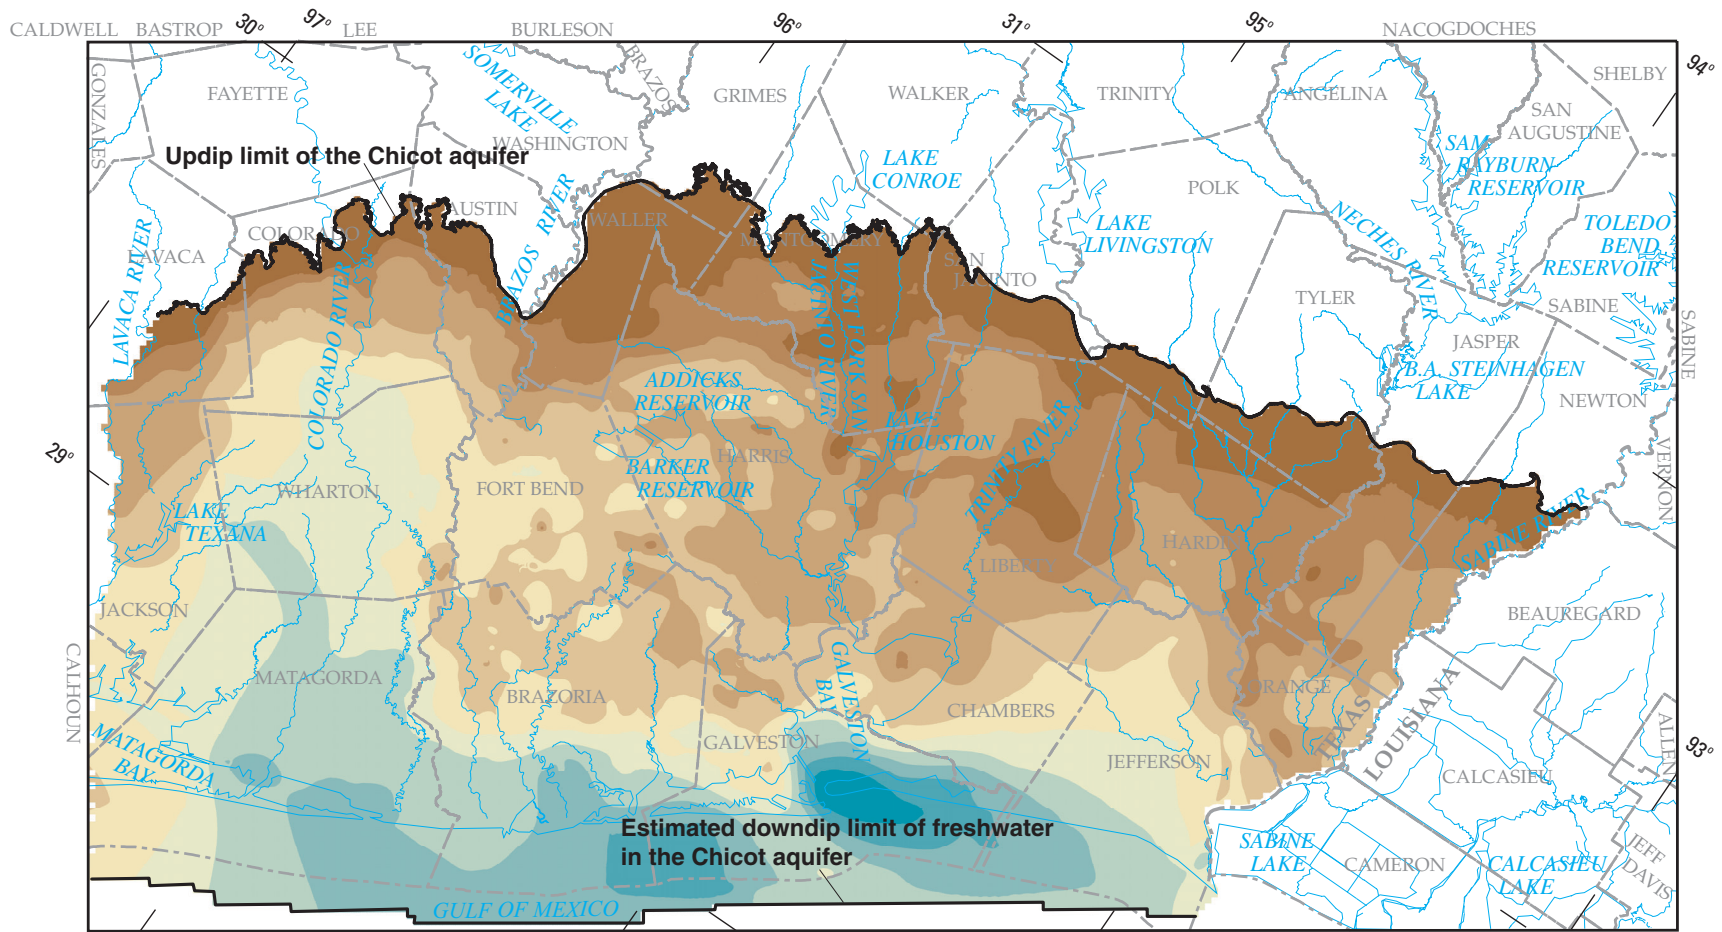 CALDWELL
BASTROP
30°
97°
LEE
BURLESON
96°
31°
95°
NACOGDOCHES
94°
GONZALES
FAYETTE
SOMERVILLE
LAKE
BRAZOS
GRIMES
WALKER
TRINITY
ANGELINA
SHELBY
SAN
AUGUSTINE
WASHINGTON
Updip limit of the Chicot aquifer
LAKE
CONROE
SAM
RAYBURN
RESERVOIR
POLK
AUSTIN
BRAZOS RIVER
WALLER
COLORADO
LAVACA
LAVACA RIVER
MONTGOMERY
SAN
JACINTO
LAKE
LIVINGSTON
NECHES RIVER
TOLEDO
BEND
RESERVOIR
TYLER
SABINE
SABINE
JASPER
B.A. STEINHAGEN
LAKE
NEWTON
VERNON
COLORADO RIVER
WEST FORK SAN
JACINTO RIVER
ADDICKS
RESERVOIR
LAKE
HOUSTON
TRINITY RIVER
29°
HARRIS
BARKER
RESERVOIR
WHARTON
FORT BEND
LAKE
TEXANA
SABINE RIVER
HARDIN
LIBERTY
JACKSON
BEAUREGARD
CALHOUN
MATAGORDA
BRAZORIA
GALVESTON
BAY
CHAMBERS
ORANGE
TEXAS
LOUISIANA
ALLEN
93°
MATAGORDA
BAY
GALVESTON
JEFFERSON
CALCASIEU
Estimated downdip limit of freshwater
in the Chicot aquifer
SABINE
LAKE
CAMERON
CALCASIEU
LAKE
JEFF
DAVIS
GULF OF MEXICO